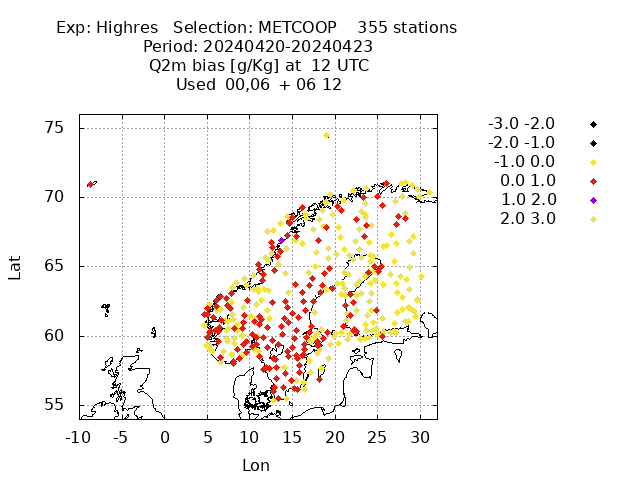 Exp: Highres Selection: METCOOP 355 stations
Period: 20240420-20240423
Q2m bias [g/Kg] at 12 UTC
Used 00,06 + 06 12
-3.0 -2.0
-2.0 -1.0
-1.0 0.0
0.0 1.0
1.0 2.0
2.0 3.0
75
70
65
60
55
Lat
-10 -5 0 5 10 15 20 25 30
Lon